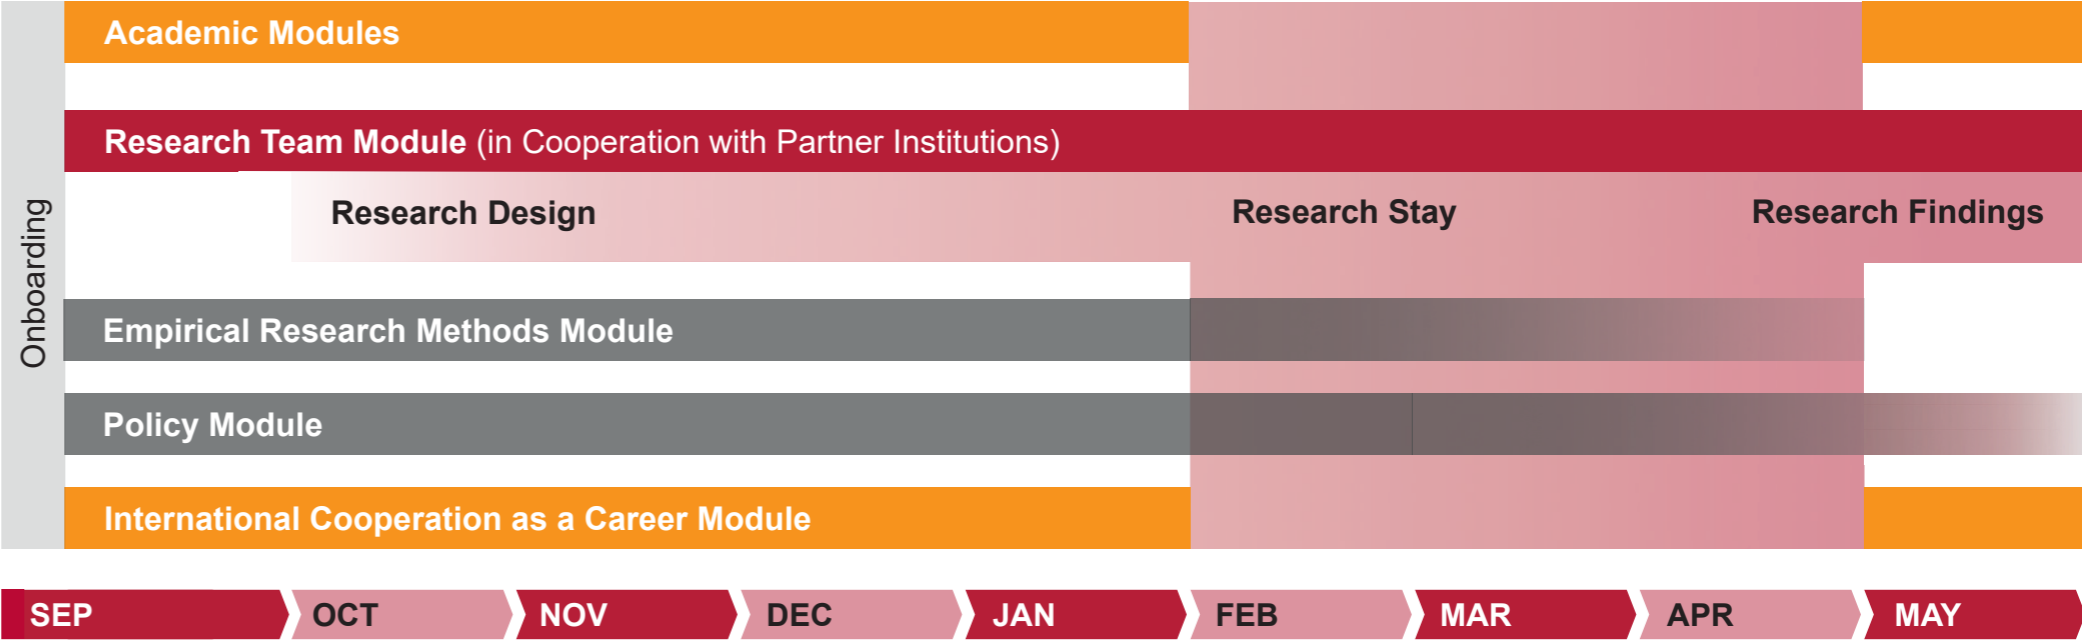 Onboarding
Academic Modules
Research Team Module (in Cooperation with Partner Institutions)
Research Design
Research Stay
Research Findings
Empirical Research Methods Module
Policy Module
International Cooperation as a Career Module
SEP
OCT
NOV
DEC
JAN
FEB
MAR
APR
MAY